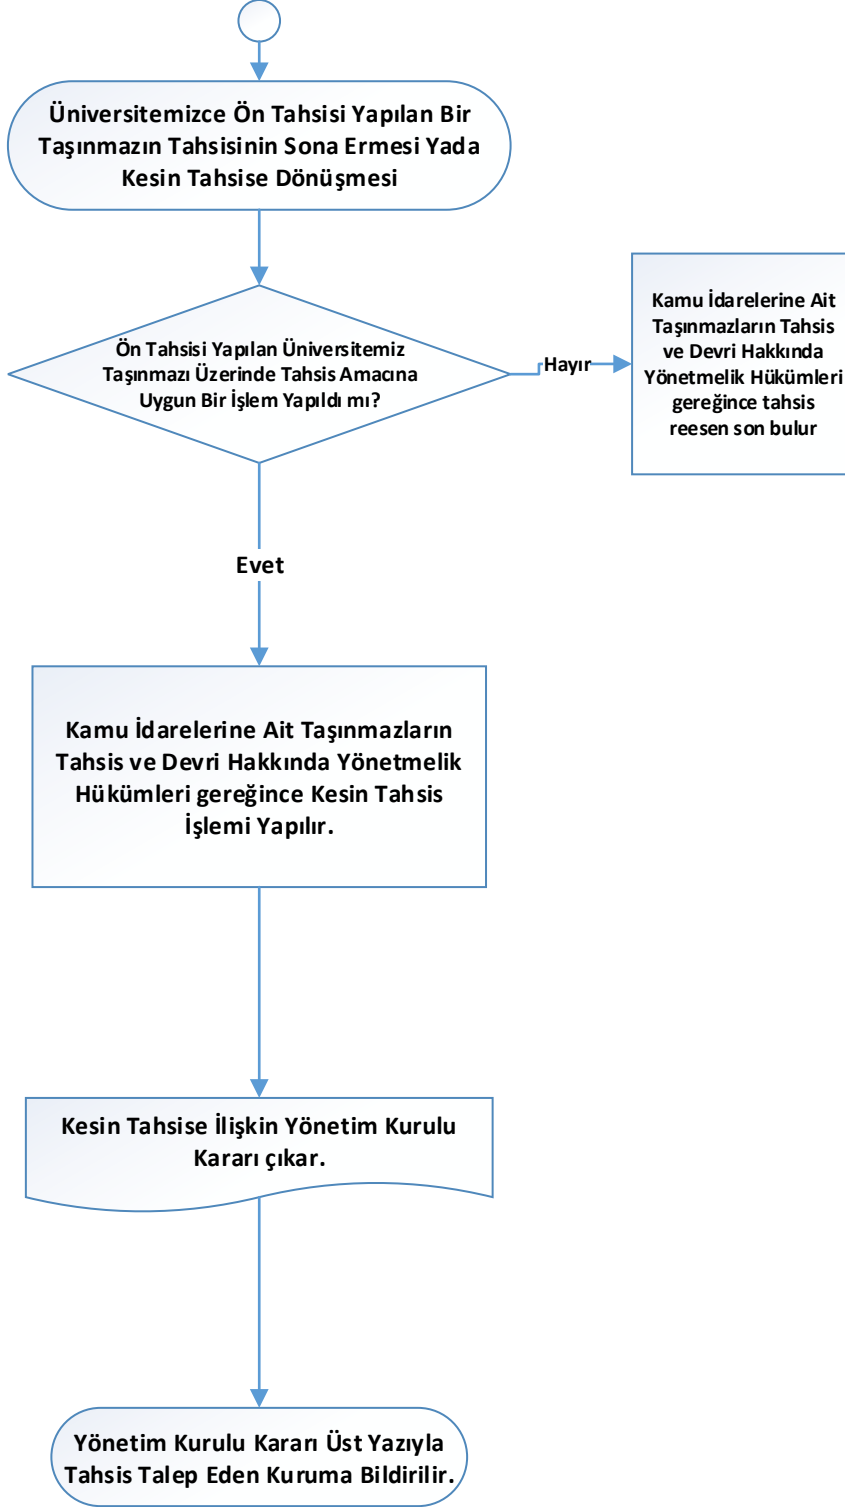 Üniversitemizce Ön Tahsisi Yapılan Bir
Taşınmazın Tahsisinin Sona Ermesi Yada
Kesin Tahsise Dönüşmesi
Ön Tahsisi Yapılan Üniversitemiz
Taşınmazı Üzerinde Tahsis Amacına
Uygun Bir İşlem Yapıldı mı?
Hayır
Kamu İdarelerine Ait
Taşınmazların Tahsis
ve Devri Hakkında
Yönetmelik Hükümleri
gereğince tahsis
reesen son bulur
Evet
Kamu İdarelerine Ait Taşınmazların
Tahsis ve Devri Hakkında Yönetmelik
Hükümleri gereğince Kesin Tahsis
İşlemi Yapılır.
Kesin Tahsise İlişkin Yönetim Kurulu
Kararı çıkar.
Yönetim Kurulu Kararı Üst Yazıyla
Tahsis Talep Eden Kuruma Bildirilir.